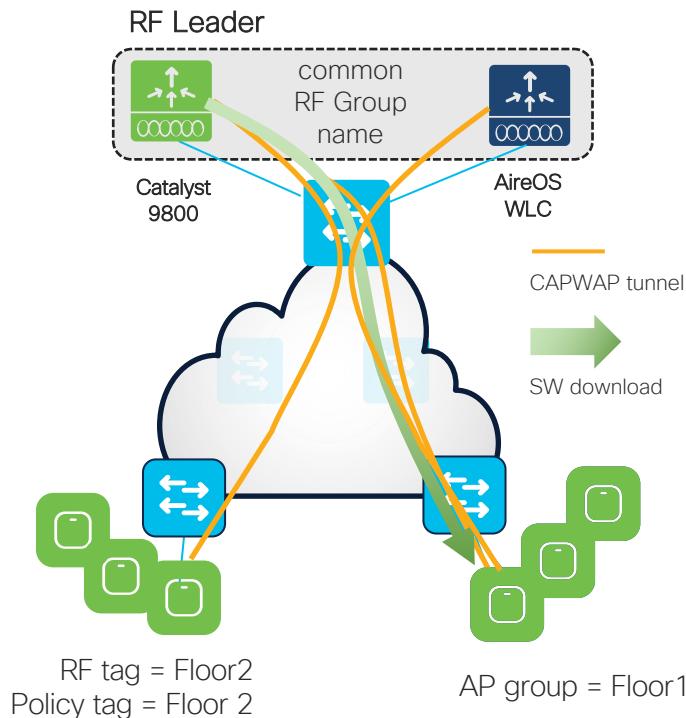 RF Leader
common
RF Group
name
Catalyst
9800
AireOS
WLC
CAPWAP tunnel
SW download
RF tag = Floor2
Policy tag = Floor 2
AP group = Floor1